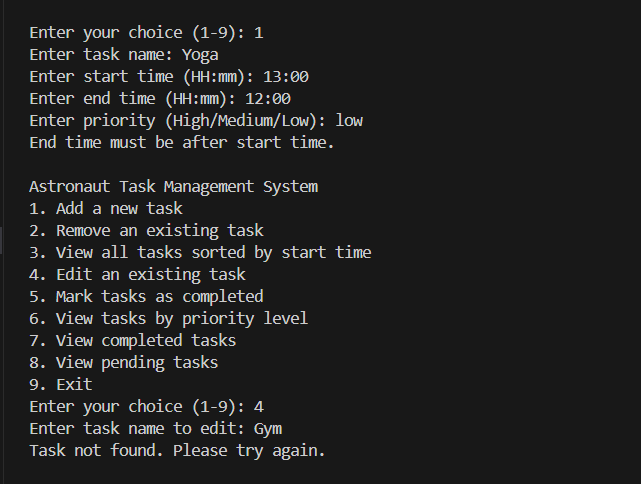 Enter your choice (1-9): 1
Enter task name: Yoga
Enter start time (HH:mm): 13:00
Enter end time (HH:mm): 12:00
Enter priority (High/Medium/Low): low
End time must be after start time.

Astronaut Task Management System
1. Add a new task
2. Remove an existing task
3. View all tasks sorted by start time
4. Edit an existing task
5. Mark tasks as completed
6. View tasks by priority level
7. View completed tasks
8. View pending tasks
9. Exit
Enter your choice (1-9): 4
Enter task name to edit: Gym
Task not found. Please try again.